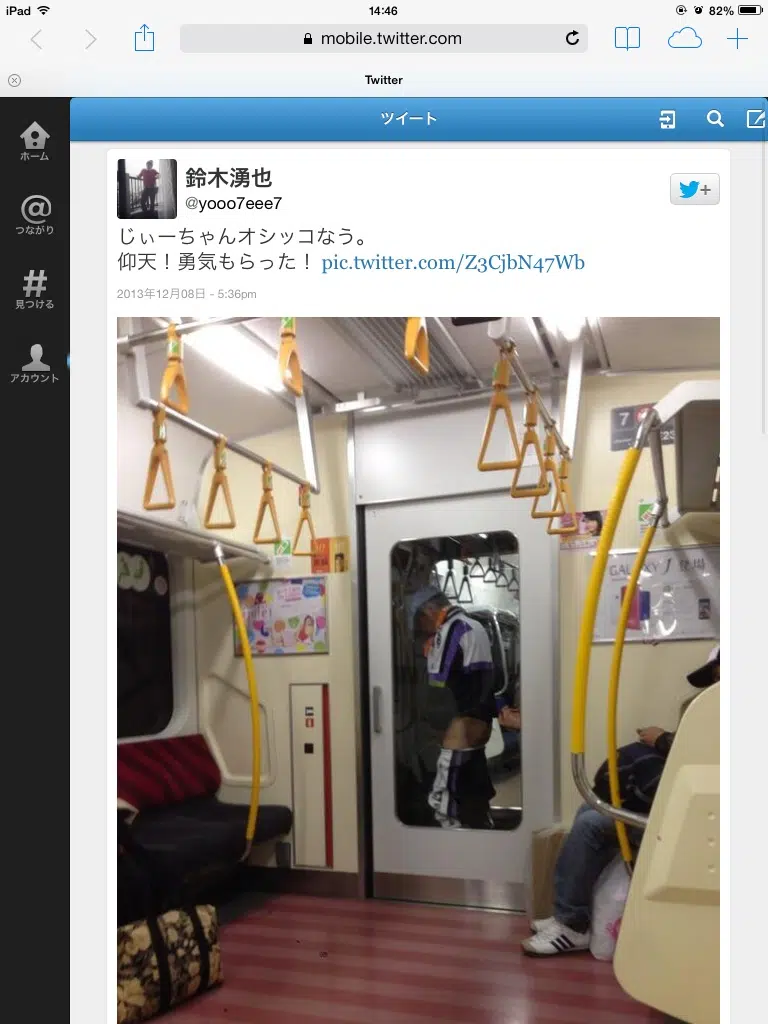 iPad
14:46
82%
mobile.twitter.com
Twitter
ツイート
ホーム
@
つながり
#
見つける
アカウント
鈴木湧也
@yooo7eee7
じぃーちゃんオシッコなう。
仰天！勇気もらった！ pic.twitter.com/Z3CjbN47Wb
2013年12月08日 - 5:36pm
7
GALAXY J 登場